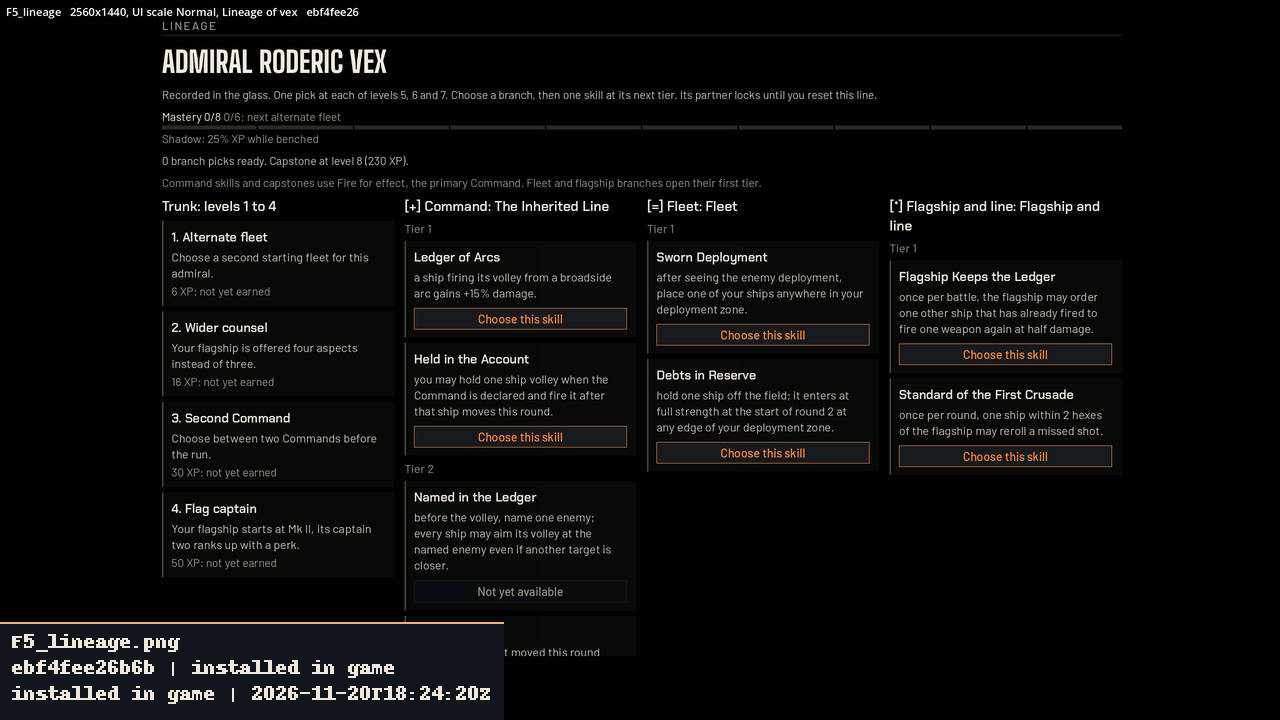 F5_lineage 2560x1440, UI scale Normal, Lineage of vex ebf4fee26
LINEAGE
ADMIRAL RODERIC VEX
Recorded in the glass. One pick at each of levels 5, 6 and 7. Choose a branch, then one skill at its next tier. Its partner locks until you reset this line.
Mastery 0/8 0/6: next alternate fleet
Shadow: 25% XP while benched
0 branch picks ready. Capstone at level 8 (230 XP).
Command skills and capstones use Fire for effect, the primary Command. Fleet and flagship branches open their first tier.
Trunk: levels 1 to 4
1. Alternate fleet
Choose a second starting fleet for this
admiral.
6 XP: not yet earned
2. Wider counsel
Your flagship is offered four aspects
instead of three.
16 XP: not yet earned
3. Second Command
Choose between two Commands before
the run.
30 XP: not yet earned
4. Flag captain
Your flagship starts at Mk II, its captain
two ranks up with a perk.
50 XP: not yet earned
[+] Command: The Inherited Line
Tier 1
Ledger of Arcs
a ship firing its volley from a broadside
arc gains +15% damage.
Choose this skill
Held in the Account
you may hold one ship volley when the
Command is declared and fire it after
that ship moves this round.
Choose this skill
Tier 2
Named in the Ledger
before the volley, name one enemy;
every ship may aim its volley at the
named enemy even if another target is
closer.
Not yet available
t moved this round
[=] Fleet: Fleet
Tier 1
Sworn Deployment
after seeing the enemy deployment,
place one of your ships anywhere in your
deployment zone.
Choose this skill
Debts in Reserve
hold one ship off the field; it enters at
full strength at the start of round 2 at
any edge of your deployment zone.
Choose this skill
[*] Flagship and line: Flagship and
line
Tier 1
Flagship Keeps the Ledger
once per battle, the flagship may order
one other ship that has already fired to
fire one weapon again at half damage.
Choose this skill
Standard of the First Crusade
once per round, one ship within 2 hexes
of the flagship may reroll a missed shot.
Choose this skill
F5_lineage.png
ebf4fee26b6b | installed in game
installed in game | 2026-11-20T18:24:20Z